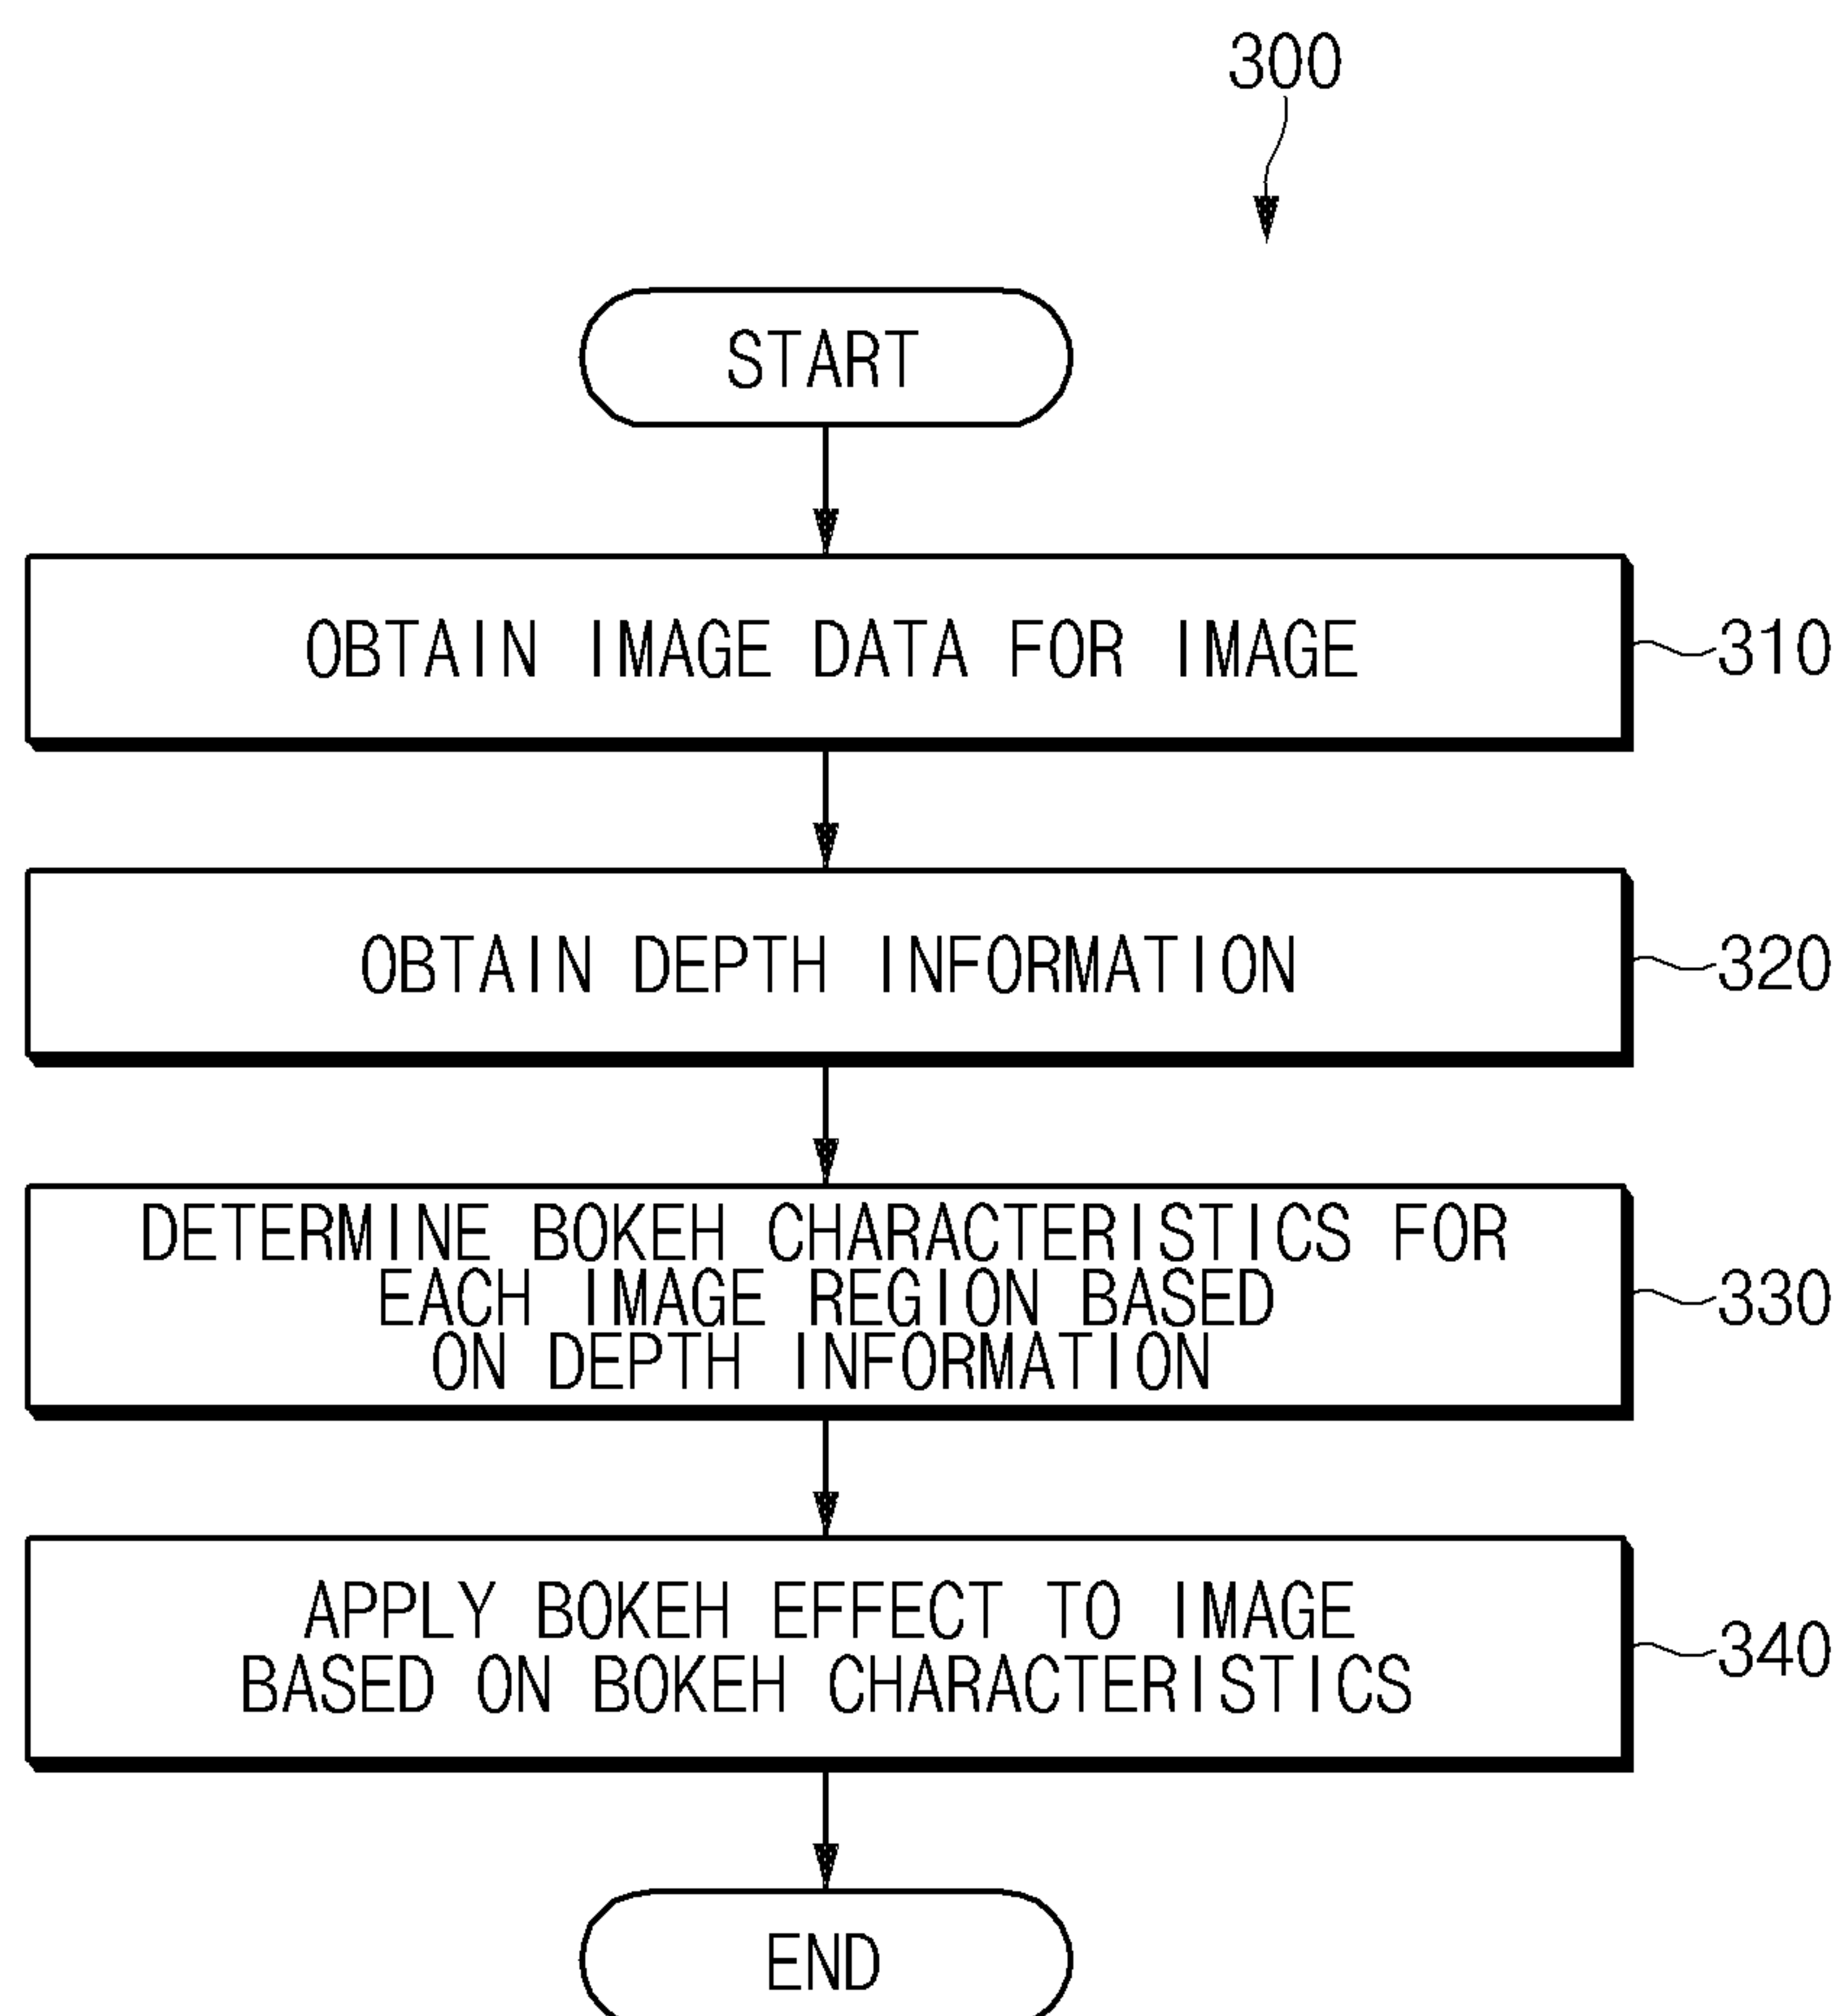 300
START
OBTAIN IMAGE DATA FOR IMAGE
310
OBTAIN DEPTH INFORMATION
320
DETERMINE BOKEH CHARACTERISTICS FOR
EACH IMAGE REGION BASED
ON DEPTH INFORMATION
330
APPLY BOKEH EFFECT TO IMAGE
BASED ON BOKEH CHARACTERISTICS
340
END